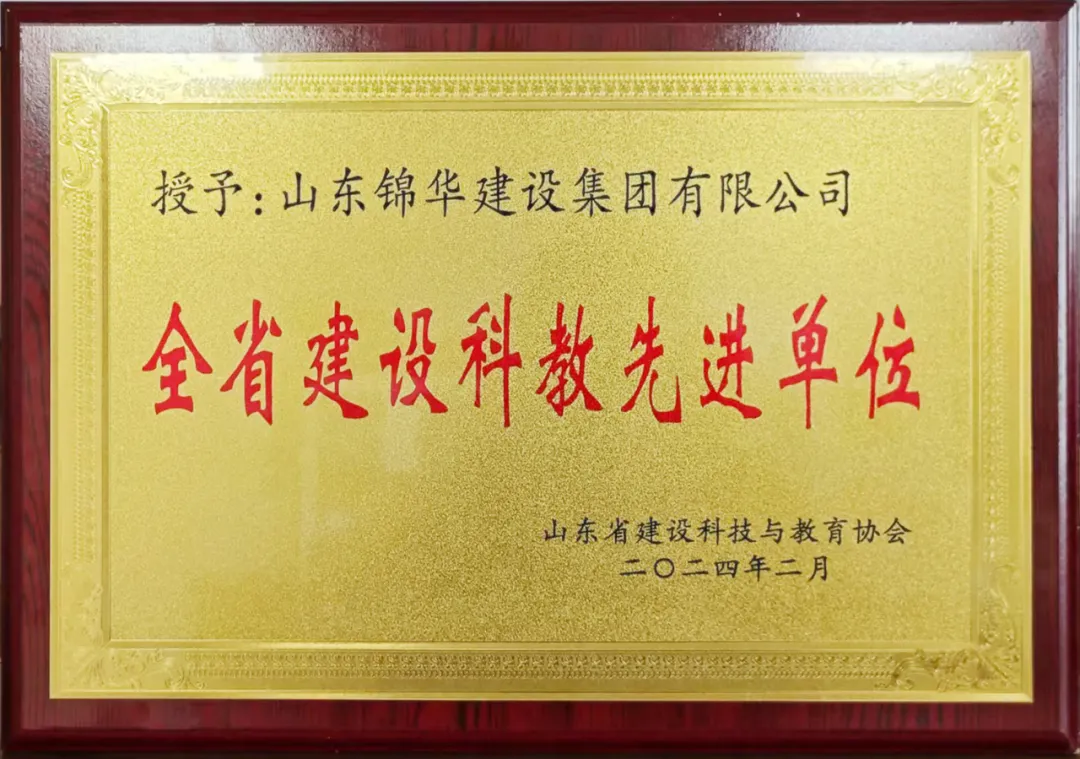 授予：山东锦华建设集团有限公司
全省建设科教先进单位
山东省建设科技与教育协会
二〇二四年二月